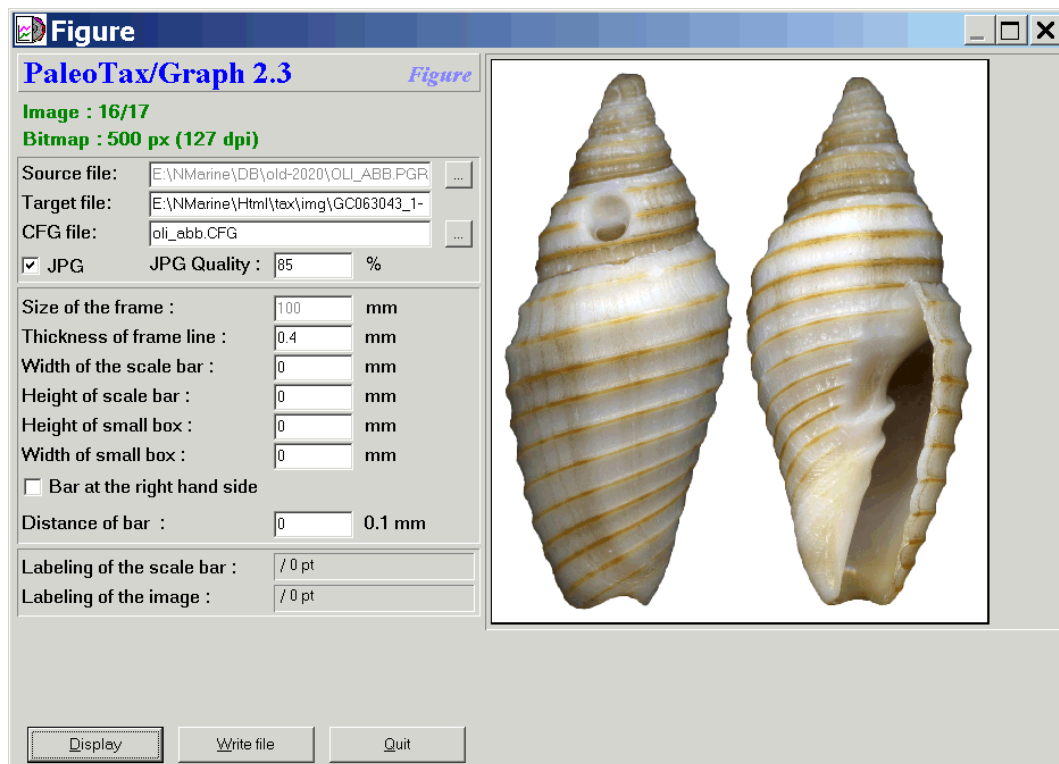 Figure
PaleoTax/Graph 2.3 Figure
Image : 16/17
Bitmap : 500 px (127 dpi)
Source file: E:\NMarine\DB\old-2020\OLI_ABB.PGR ...
Target file: E:\NMarine\Html\tax\img\GC063043_1-
CFG file: oli_abb.CFG ...
JPG JPG Quality : 85 %
Size of the frame : 100 mm
Thickness of frame line : 0.4 mm
Width of the scale bar : 0 mm
Height of scale bar : 0 mm
Height of small box : 0 mm
Width of small box : 0 mm
Bar at the right hand side
Distance of bar : 0 0.1 mm
Labeling of the scale bar : / 0 pt
Labeling of the image : / 0 pt
Display Write file Quit